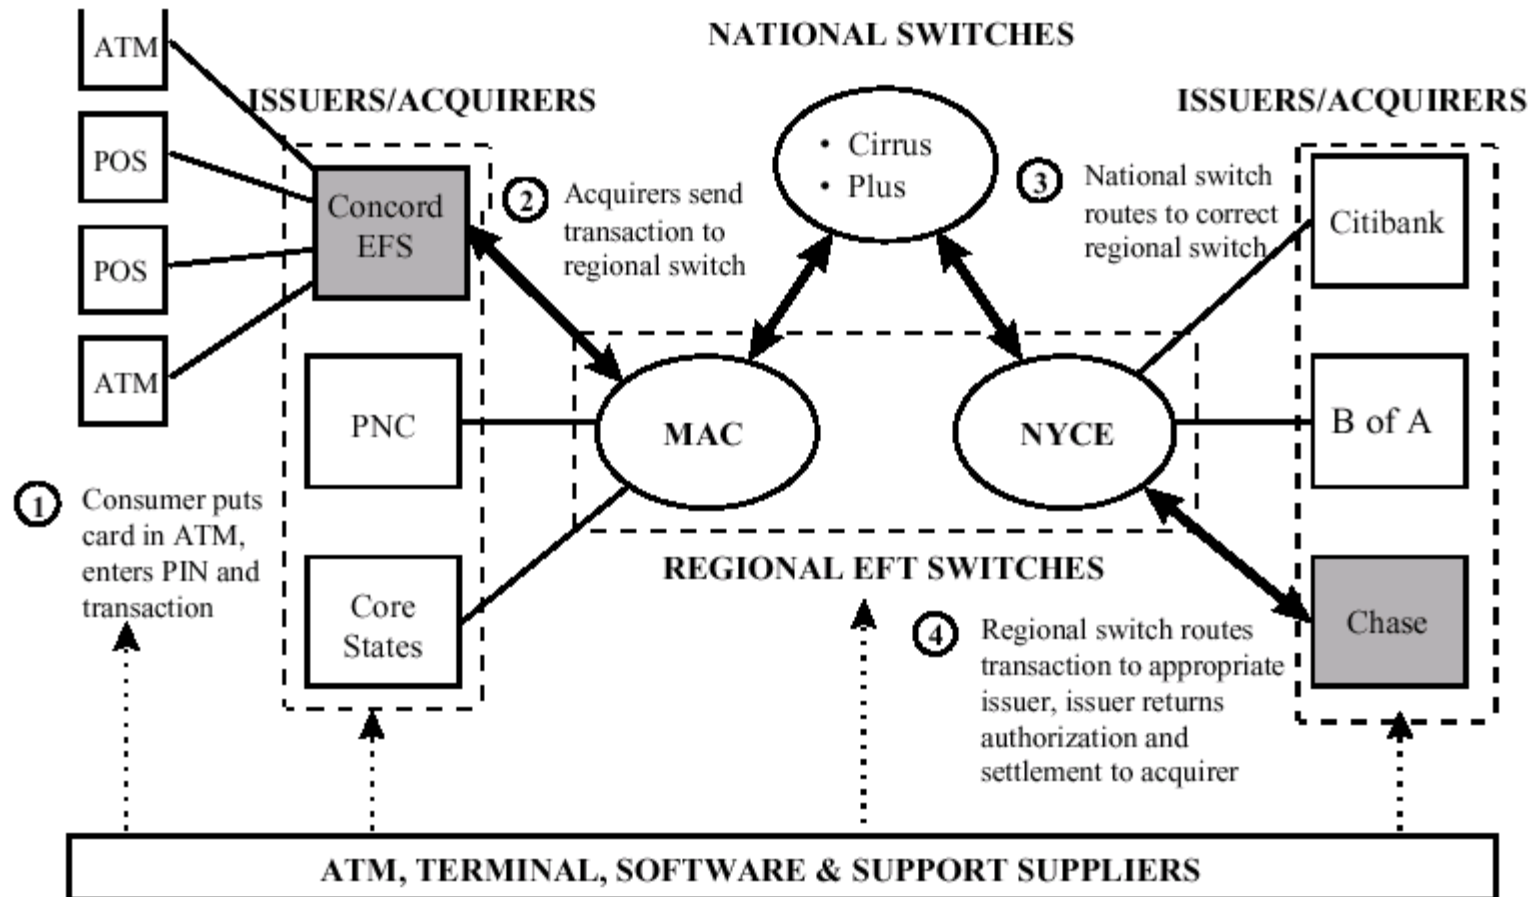 NATIONAL SWITCHES
ATM
ISSUERS/ACQUIRERS
ISSUERS/ACQUIRERS
POS
POS
ATM
Concord
EFS
2
Acquirers send
transaction to
regional switch
• Cirrus
• Plus
3
National switch
routes to correct
regional switch
Citibank
PNC
MAC
NYCE
B of A
1
Consumer puts
card in ATM,
enters PIN and
transaction
Core
States
REGIONAL EFT SWITCHES
4
Regional switch routes
transaction to appropriate
issuer, issuer returns
authorization and
settlement to acquirer
Chase
ATM, TERMINAL, SOFTWARE & SUPPORT SUPPLIERS